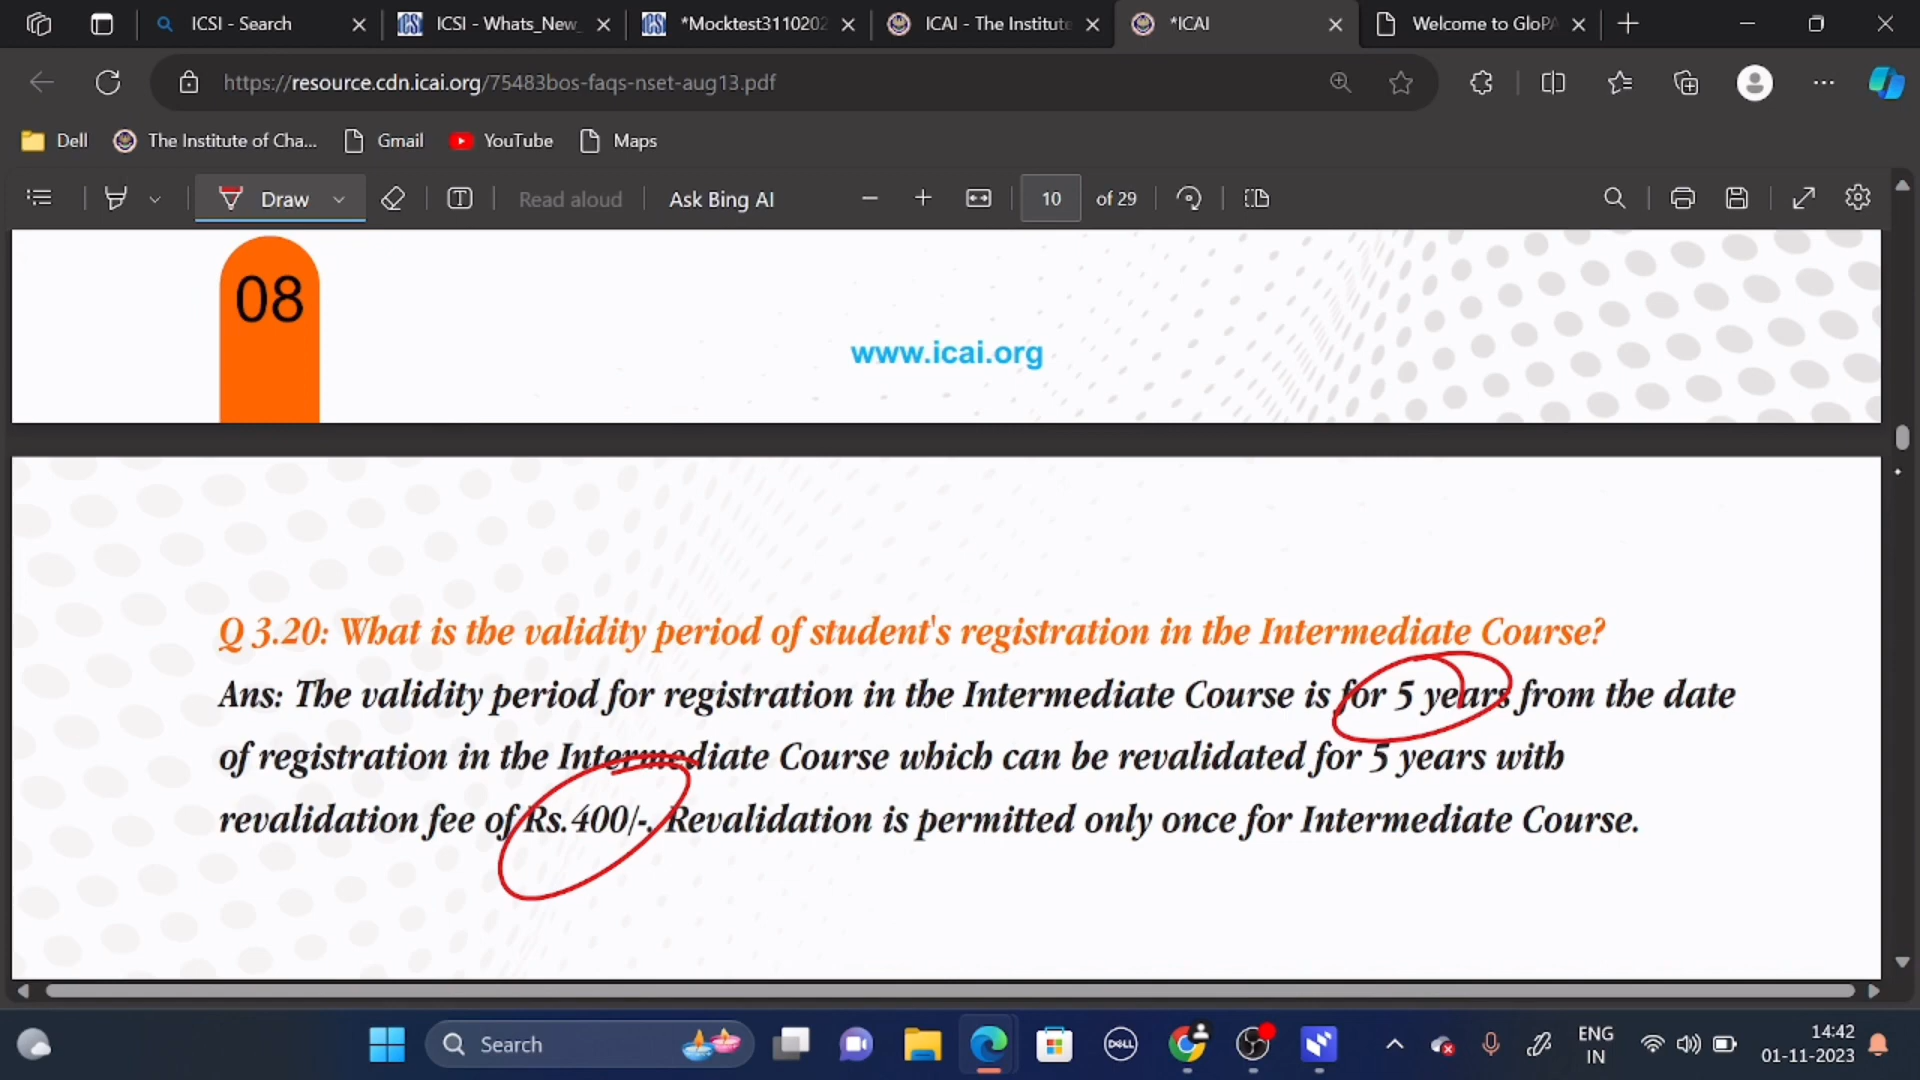 ICSI - Search
ICSI - Whats_New_
*Mocktest3110202
ICAI - The Institute
*ICAI
Welcome to GloPA
https://resource.cdn.icai.org/75483bos-faqs-nset-aug13.pdf
Dell
The Institute of Cha...
Gmail
YouTube
Maps
Draw
Read aloud
Ask Bing AI
10
of 29
08
www.icai.org
Q 3.20: What is the validity period of student's registration in the Intermediate Course?
Ans: The validity period for registration in the Intermediate Course is for 5 years from the date
of registration in the Intermediate Course which can be revalidated for 5 years with
revalidation fee of Rs.400/-. Revalidation is permitted only once for Intermediate Course.
Search
DELL
ENG
IN
14:42
01-11-2023